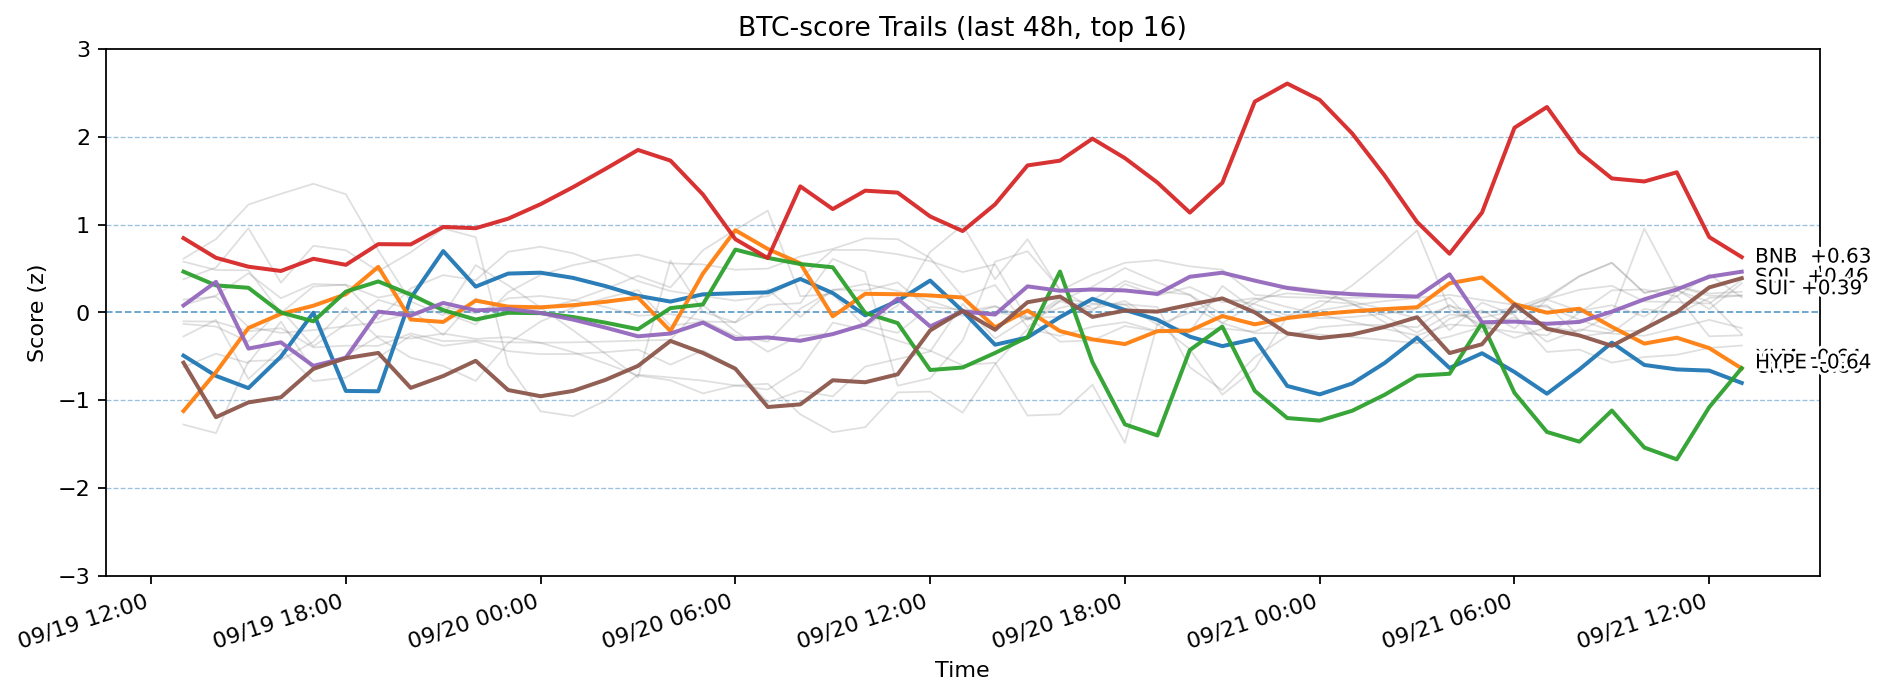 BTC-score Trails (last 48h, top 16)
Score (z)
3
2
1
0
−1
−2
−3
BNB +0.63
SOL +0.46
SUI +0.39
HYPE -0.64
09/19 12:00
09/19 18:00
09/20 00:00
09/20 06:00
09/20 12:00
09/20 18:00
09/21 00:00
09/21 06:00
09/21 12:00
Time